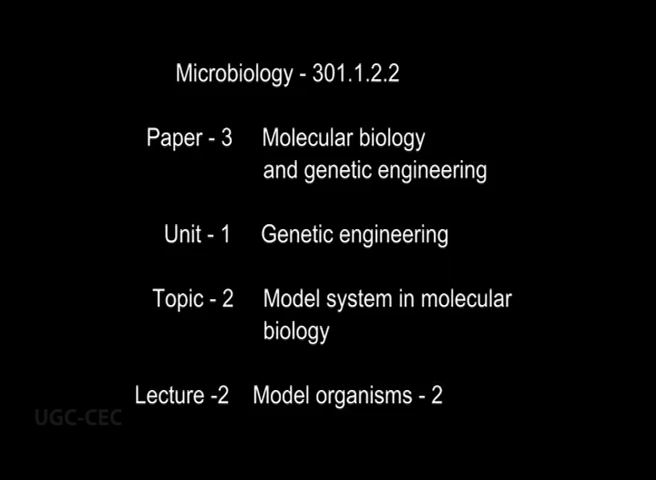 Microbiology - 301.1.2.2
Paper - 3 Molecular biology
and genetic engineering
Unit - 1 Genetic engineering
Topic - 2 Model system in molecular
biology
Lecture -2 Model organisms - 2
UGC-CEC